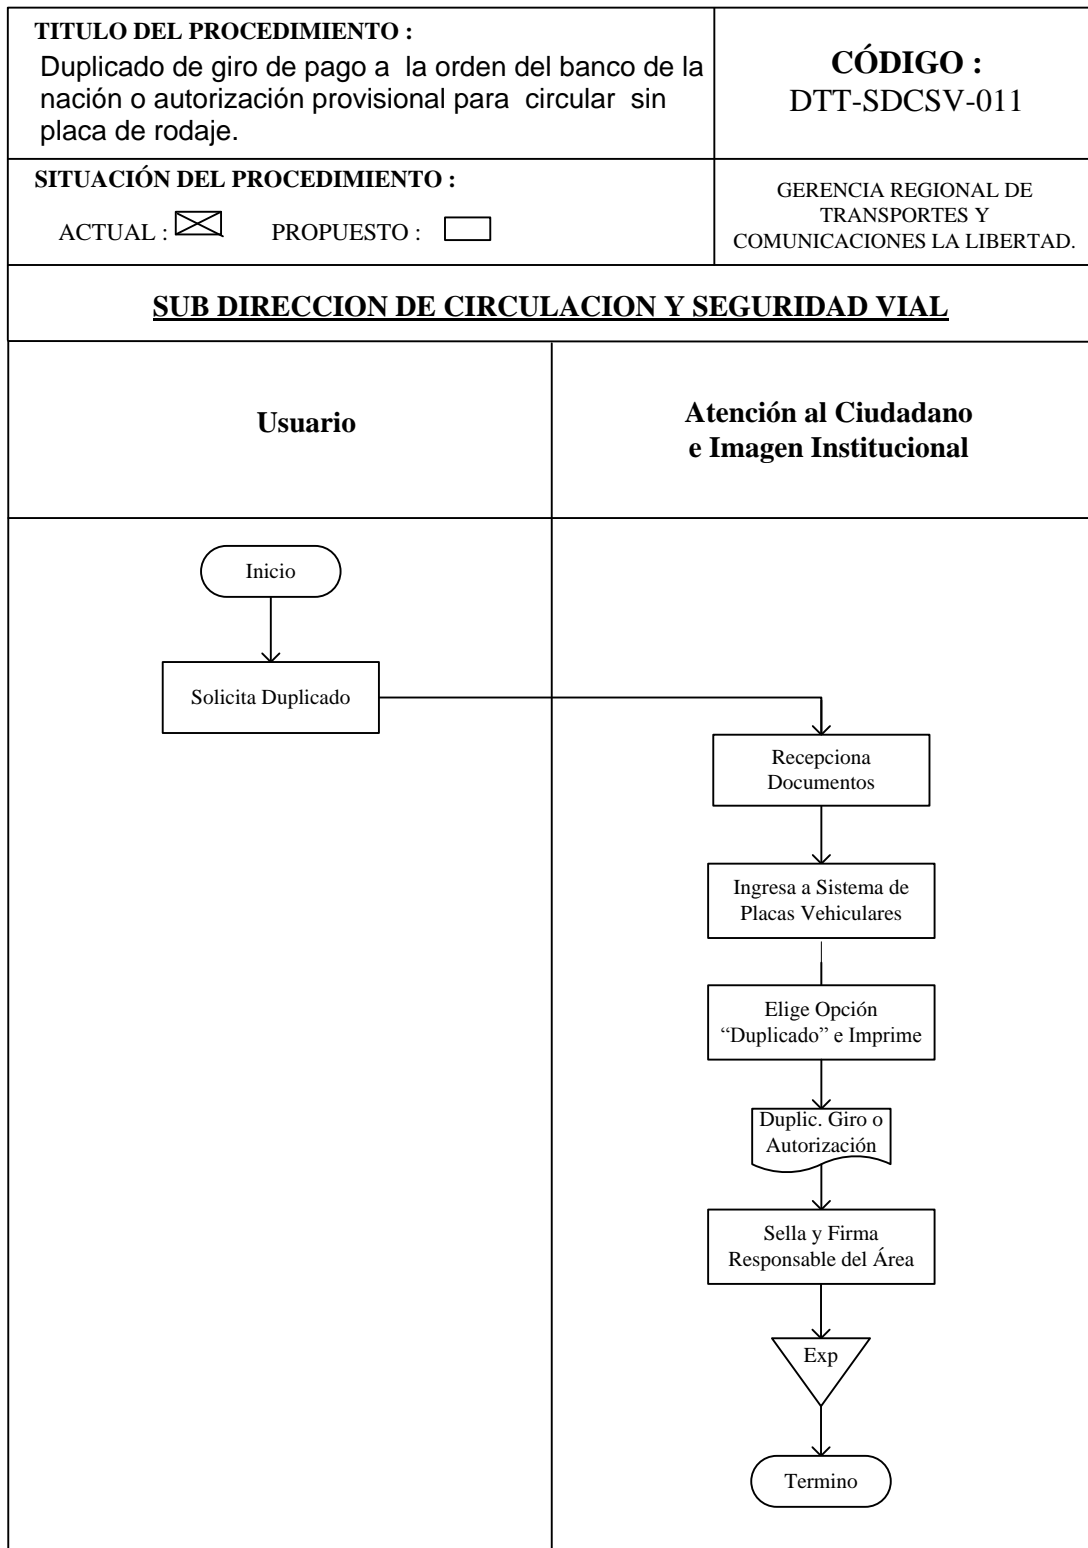 TITULO DEL PROCEDIMIENTO :
Duplicado de giro de pago a la orden del banco de la
nación o autorización provisional para circular sin
placa de rodaje.
CÓDIGO :
DTT-SDCSV-011
SITUACIÓN DEL PROCEDIMIENTO :
ACTUAL : PROPUESTO :
GERENCIA REGIONAL DE
TRANSPORTES Y
COMUNICACIONES LA LIBERTAD.
SUB DIRECCION DE CIRCULACION Y SEGURIDAD VIAL
Usuario
Atención al Ciudadano
e Imagen Institucional
Inicio
Solicita Duplicado
Recepciona
Documentos
Ingresa a Sistema de
Placas Vehiculares
Elige Opción
“Duplicado” e Imprime
Duplic. Giro o
Autorización
Sella y Firma
Responsable del Área
Exp
Termino